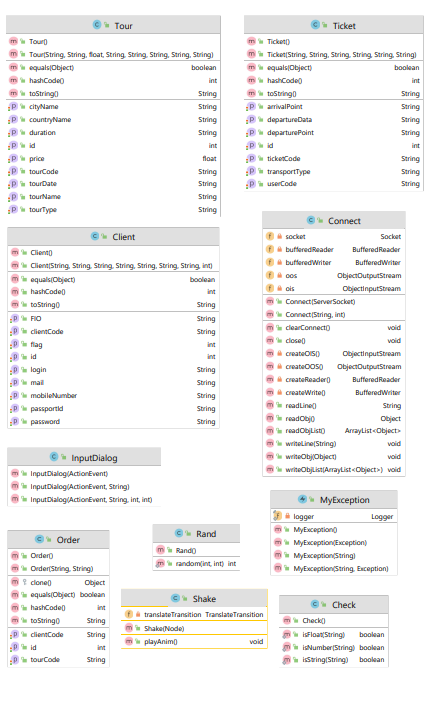 Tour
Tour()
Tour(String, String, float, String, String, String, String, String)
equals(Object) boolean
hashCode() int
toString() String
cityName String
countryName String
duration String
id int
price float
tourCode String
tourDate String
tourName String
tourType String
Ticket
Ticket()
Ticket(String, String, String, String, String, String)
equals(Object) boolean
hashCode() int
toString() String
arrivalPoint String
departureData String
departurePoint String
id int
ticketCode String
transportType String
userCode String
Client
Client()
Client(String, String, String, String, String, String, String, int)
equals(Object) boolean
hashCode() int
toString() String
FIO String
clientCode String
flag int
id int
login String
mail String
mobileNumber String
passportId String
password String
Connect
socket Socket
bufferedReader BufferedReader
bufferedWriter BufferedWriter
oos ObjectOutputStream
ois ObjectInputStream
Connect(ServerSocket)
Connect(String, int)
clearConnect() void
close() void
createOIS() ObjectInputStream
createOOS() ObjectOutputStream
createReader() BufferedReader
createWrite() BufferedWriter
readLine() String
readObj() Object
readObjList() ArrayList<Object>
writeLine(String) void
writeObj(Object) void
writeObjList(ArrayList<Object>) void
InputDialog
InputDialog(ActionEvent)
InputDialog(ActionEvent, String)
InputDialog(ActionEvent, String, int, int)
MyException
logger Logger
MyException()
MyException(Exception)
MyException(String)
MyException(String, Exception)
Order
Order()
Order(String, String)
clone() Object
equals(Object) boolean
hashCode() int
toString() String
clientCode String
id int
tourCode String
Rand
Rand()
random(int, int) int
Shake
translateTransition TranslateTransition
Shake(Node)
playAnim() void
Check
Check()
isFloat(String) boolean
isNumber(String) boolean
isString(String) boolean